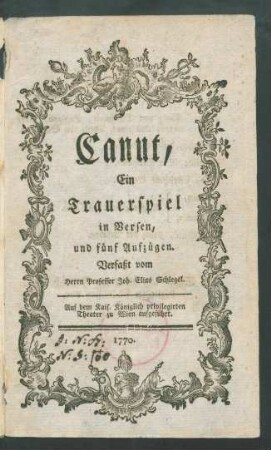 Canut,
Ein
Trauerspiel
in Versen,
und fünf Aufzügen.
Verfaßt vom
Herrn Professor Joh. Elias Schlegel.
Auf dem Kais. Königlich privilegirten
Theater zu Wien aufgeführt.
1770.